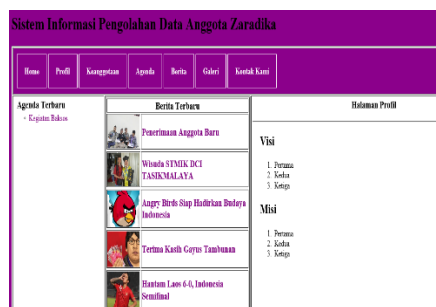 Sistem Informasi Pengolahan Data Anggota Zaradika
Home Profil Keanggotaan Agenda Berita Galeri Kontak Kami
Agenda Terbaru
Kegiatan Baksos
Berita Terbaru
Penerimaan Anggota Baru
Wisuda STMIK DCI
TASIKMALAYA
Angry Birds Siap Hadirkan Budaya
Indonesia
Terima Kasih Gayus Tambunan
Hantam Laos 6-0, Indonesia
Semifinal
Halaman Profil
Visi
1. Pertama
2. Kedua
3. Ketiga
Misi
1. Pertama
2. Kedua
3. Ketiga